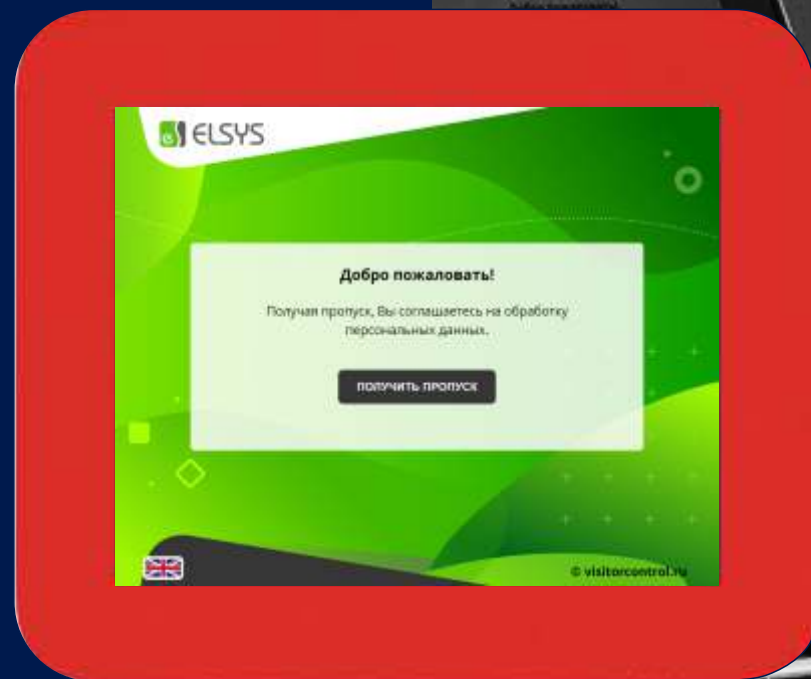 ELSYS
Добро пожаловать!
Получая пропуск, Вы соглашаетесь на обработку
персональных данных.
ПОЛУЧИТЬ ПРОПУСК
© visitorcontrol.ru